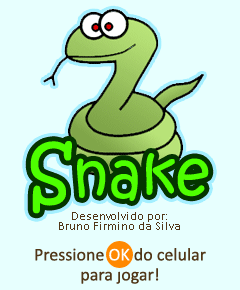 Snake
Desenvolvido por:
Bruno Firmino da Silva
Pressione OK do celular
para jogar!